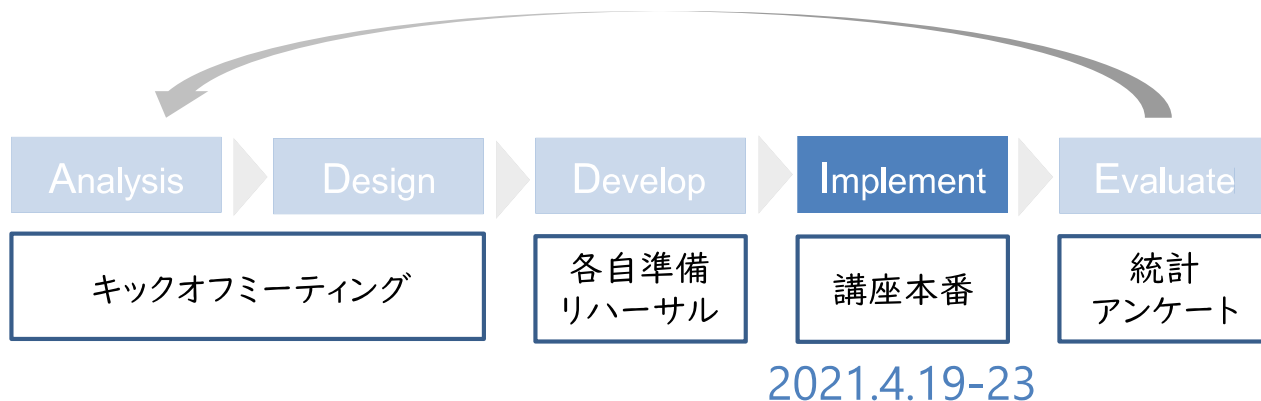 Analysis
Design
Develop
Implement
Evaluate
キックオフミーティング
各自準備
リハーサル
講座本番
統計
アンケート
2021.4.19-23